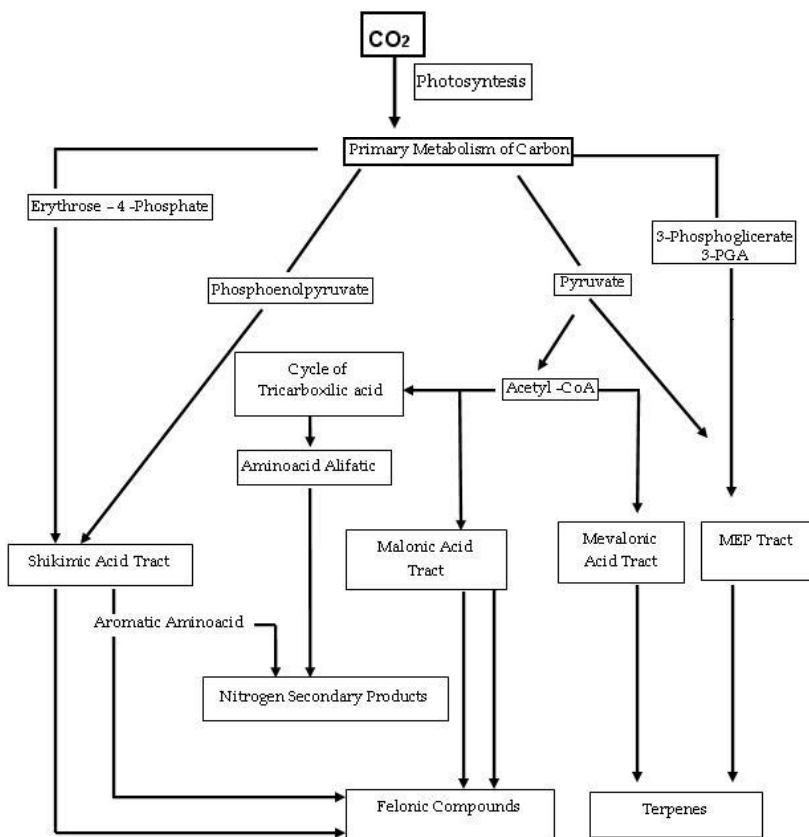 CO₂
Photosyntesis
Primary Metabolism of Carbon
Erythrose – 4 -Phosphate
3-Phosphoglicerate
3-PGA
Phosphoenolpyruvate
Pyruvate
Cycle of
Tricarboxilic acid
Acetyl -CoA
Aminoacid Alifatic
Shikimic Acid Tract
Malonic Acid
Tract
Mevalonic
Acid Tract
MEP Tract
Aromatic Aminoacid
Nitrogen Secondary Products
Felonic Compounds
Terpenes